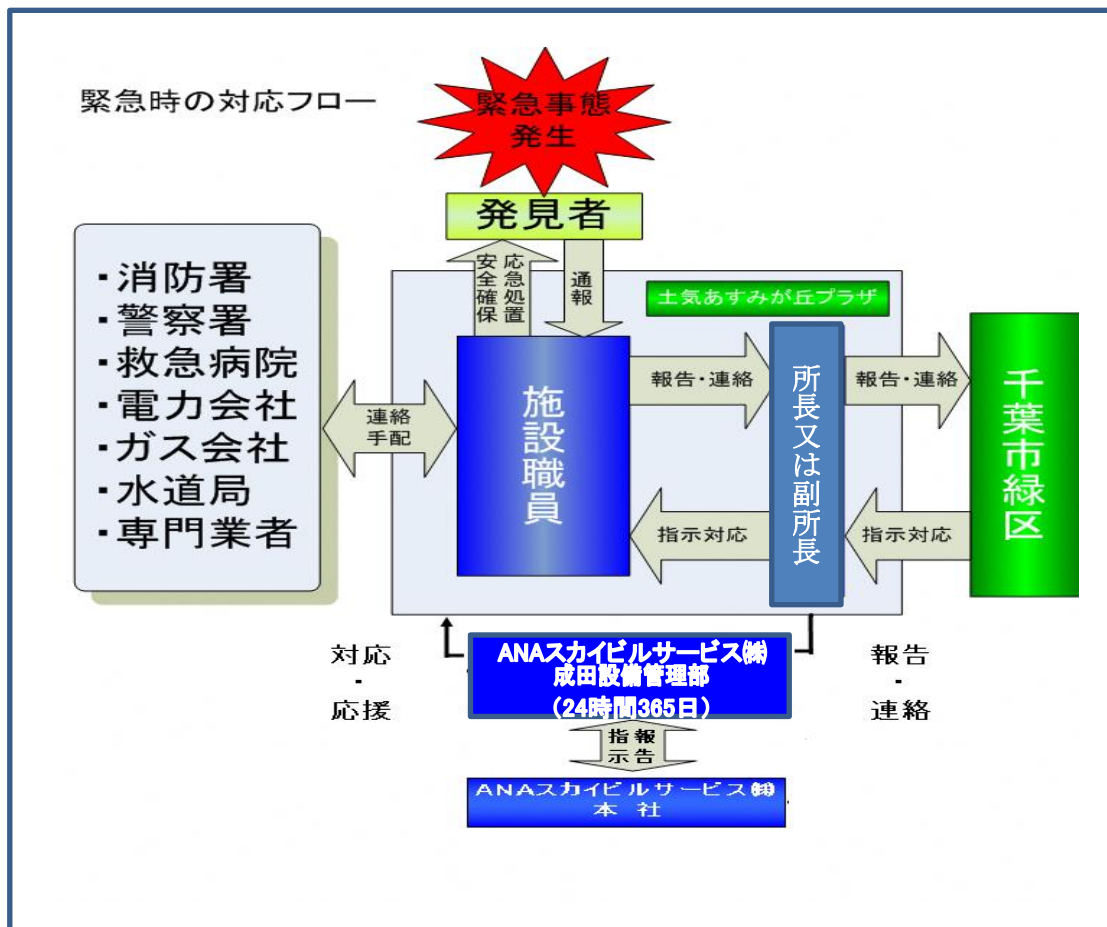 緊急時の対応フロー
緊急事態
発生
発見者
・消防署
・警察署
・救急病院
・電力会社
・ガス会社
・水道局
・専門業者
安全確保
応急処置
通報
土気あすみが丘プラザ
連絡
手配
施設職員
報告・連絡
所長又は副所長
報告・連絡
千葉市緑区
指示対応
指示対応
対応
・
応援
ANAスカイビルサービス㈱
成田設備管理部
（24時間365日）
報告
・
連絡
指示
報告
ANAスカイビルサービス㈱
本 社